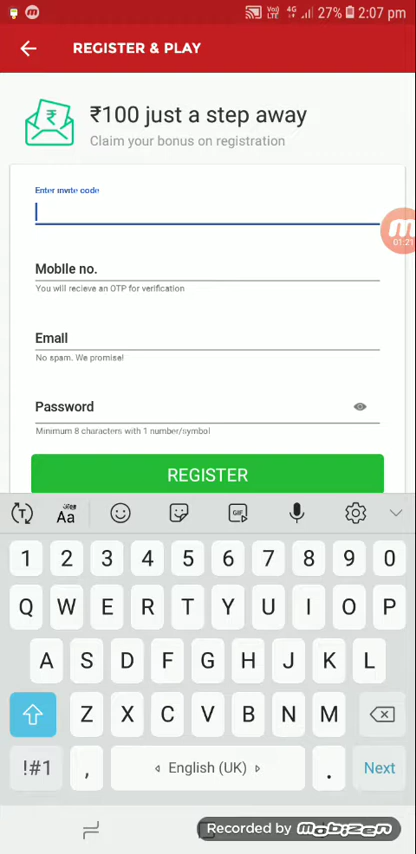 27% 2:07 pm
REGISTER & PLAY
₹100 just a step away
Claim your bonus on registration
Enter invite code
01:21
Mobile no.
You will recieve an OTP for verification
Email
No spam. We promise!
Password
Minimum 8 characters with 1 number/symbol
REGISTER
T Aa GIF
1 2 3 4 5 6 7 8 9 0
Q W E R T Y U I O P
A S D F G H J K L
Z X C V B N M
!#1 , English (UK) . Next
Recorded by MOBIZEN